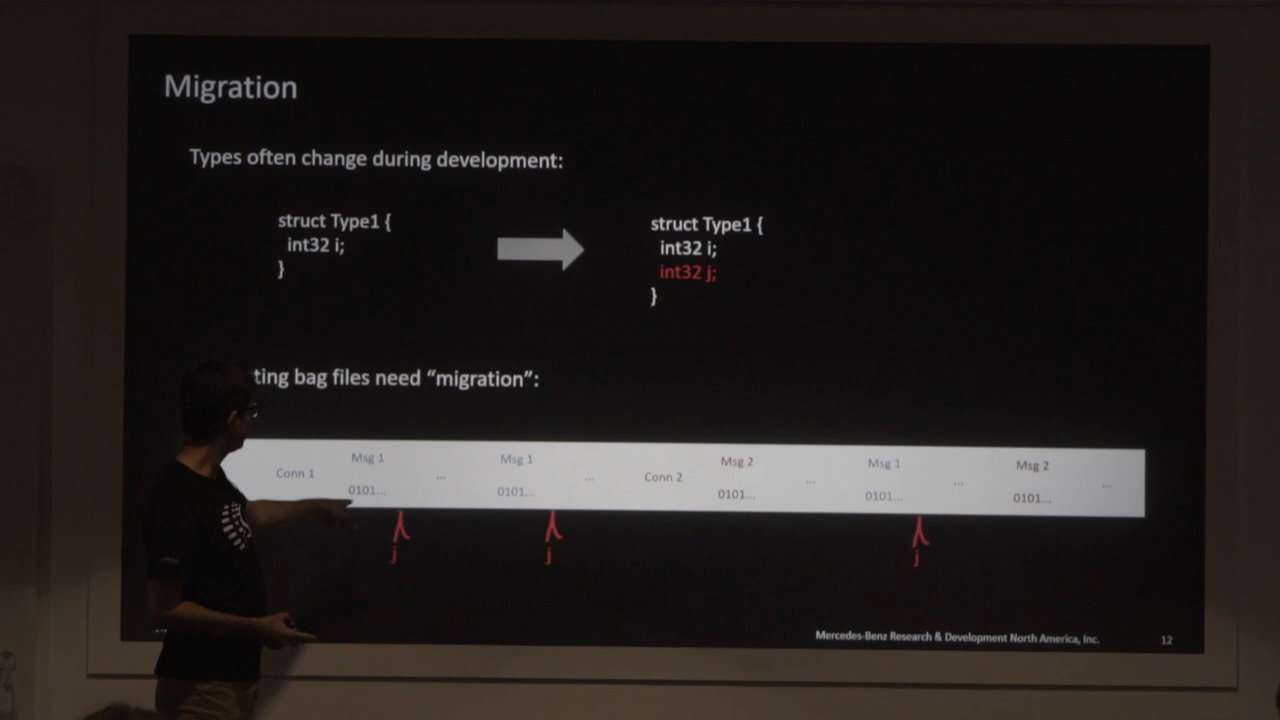 Migration
Types often change during development:
struct Type1 {
int32 i;
}
struct Type1 {
int32 i;
int32 j;
}
ting bag files need “migration”:
Conn 1
Msg 1
0101...
...
Msg 1
0101...
...
Conn 2
Msg 2
0101...
...
Msg 1
0101...
...
Msg 2
0101...
...
j
j
j
Mercedes-Benz Research & Development North America, Inc.
12